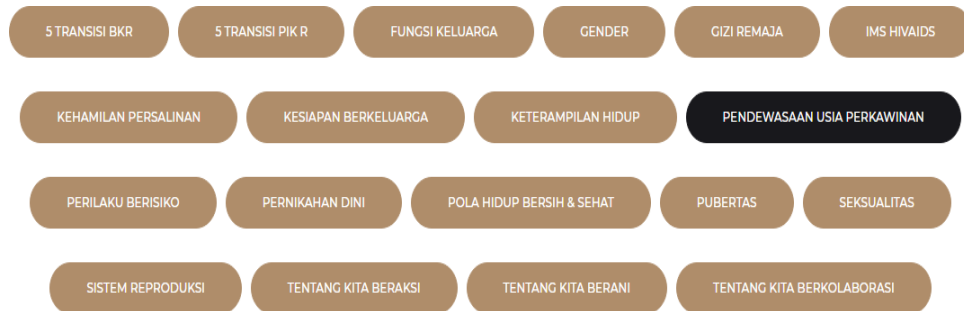 5 TRANSISI BKR
5 TRANSISI PIK R
FUNGSI KELUARGA
GENDER
GIZI REMAJA
IMS HIVAIDS
KEHAMILAN PERSALINAN
KESIAPAN BERKELUARGA
KETERAMPILAN HIDUP
PENDEWASAAN USIA PERKAWINAN
PERILAKU BERISIKO
PERNIKAHAN DINI
POLA HIDUP BERSIH & SEHAT
PUBERTAS
SEKSUALITAS
SISTEM REPRODUKSI
TENTANG KITA BERAKSI
TENTANG KITA BERANI
TENTANG KITA BERKOLABORASI